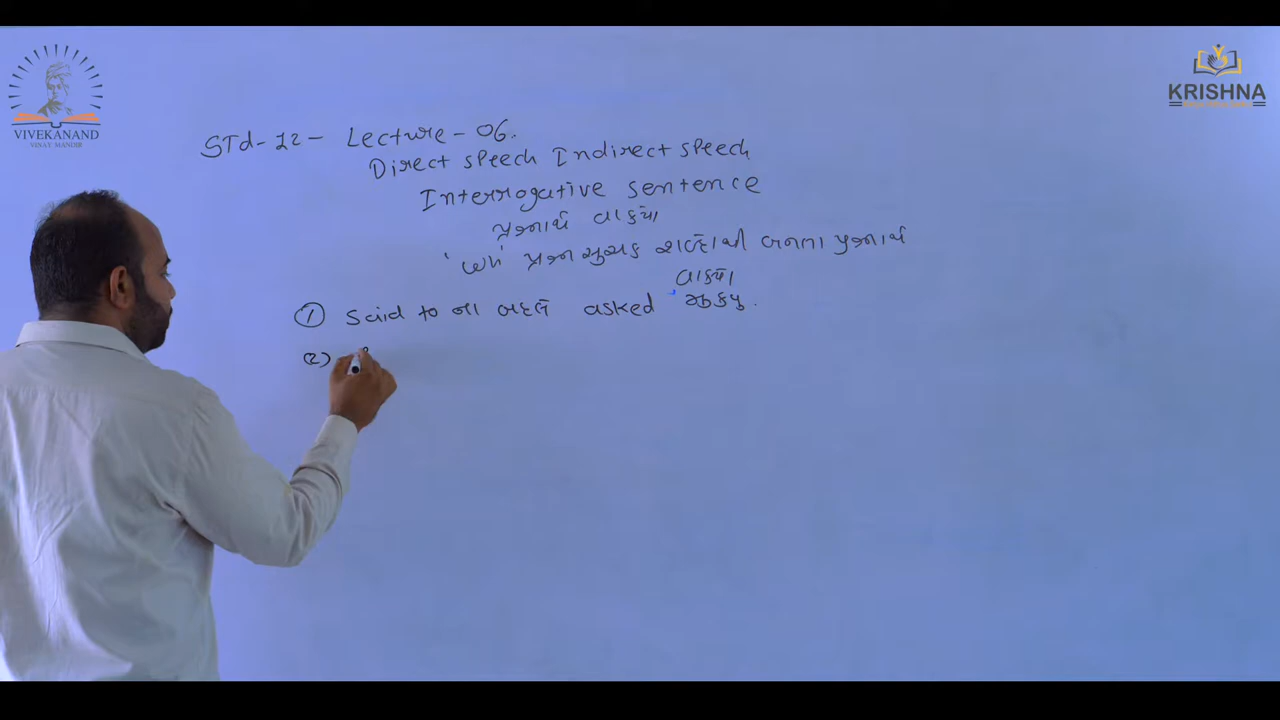 VIVEKANAND
VINAY MANDIR
KRISHNA
STd-12 - Lecture - 06.
Direct speech Indirect speech
Interrogative sentence
પ્રશ્નાર્થ વાક્યો
'wh' પ્રશ્ન સુચક શબ્દોથી બનતા પ્રશ્નાર્થ
વાક્યો
① Said to ના બદલે asked મુકવુ.
(2)